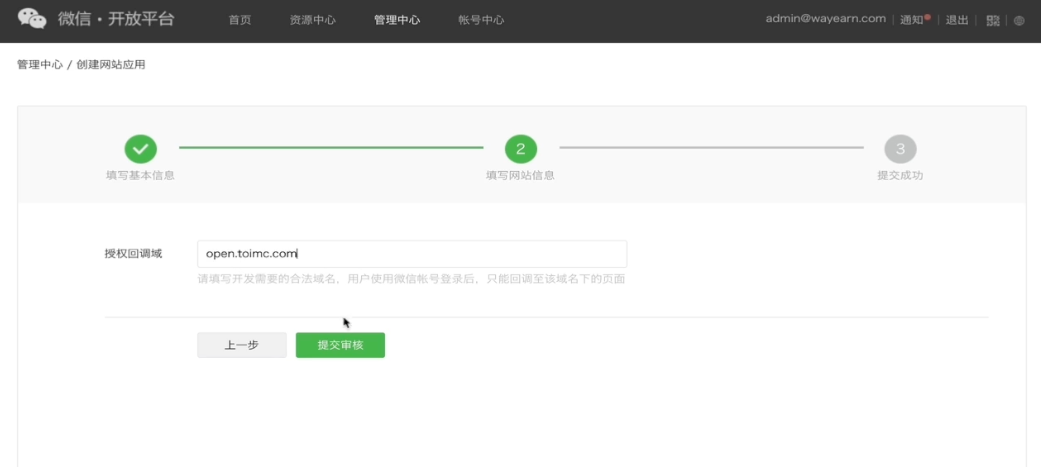 微信·开放平台 首页 资源中心 管理中心 帐号中心 admin@wayearn.com 通知 退出
管理中心 / 创建网站应用
2 3
填写基本信息 填写网站信息 提交成功
授权回调域 open.toimc.com
请填写开发需要的合法域名，用户使用微信帐号登录后，只能回调至该域名下的页面
上一步 提交审核